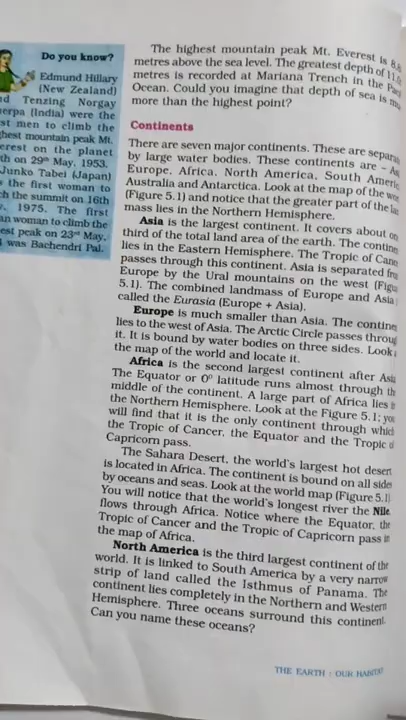 Do you know?
Edmund Hillary
(New Zealand)
Tenzing Norgay
(India) were the
men to climb the
mountain peak Mt.
on the planet
on 29th May, 1953.
Junko Tabei (Japan)
the first woman to
the summit on 16th
1975. The first
woman to climb the
peak on 23rd May,
was Bachendri Pal.
The highest mountain peak Mt. Everest is
metres above the sea level. The greatest depth of
metres is recorded at Mariana Trench in the
Ocean. Could you imagine that depth of sea is
more than the highest point?
Continents
There are seven major continents. These are
by large water bodies. These continents are –
Europe, Africa, North America, South
Australia and Antarctica. Look at the map of the
(Figure 5.1) and notice that the greater part of the
mass lies in the Northern Hemisphere.
Asia is the largest continent. It covers about
third of the total land area of the earth. The
lies in the Eastern Hemisphere. The Tropic of
passes through this continent. Asia is separated
Europe by the Ural mountains on the west
5.1). The combined landmass of Europe and Asia
called the Eurasia (Europe + Asia).
Europe is much smaller than Asia. The
lies to the west of Asia. The Arctic Circle passes
it. It is bound by water bodies on three sides. Look
the map of the world and locate it.
Africa is the second largest continent after
The Equator or 0° latitude runs almost through
middle of the continent. A large part of Africa lies
the Northern Hemisphere. Look at the Figure 5.1;
will find that it is the only continent through
the Tropic of Cancer, the Equator and the Tropic
Capricorn pass.
The Sahara Desert, the world's largest hot desert
is located in Africa. The continent is bound on all sides
by oceans and seas. Look at the world map (Figure 5.1)
You will notice that the world's longest river the Nile
flows through Africa. Notice where the Equator, the
Tropic of Cancer and the Tropic of Capricorn pass in
the map of Africa.
North America is the third largest continent of the
world. It is linked to South America by a very narrow
strip of land called the Isthmus of Panama. The
continent lies completely in the Northern and Western
Hemisphere. Three oceans surround this continent.
Can you name these oceans?
THE EARTH : OUR